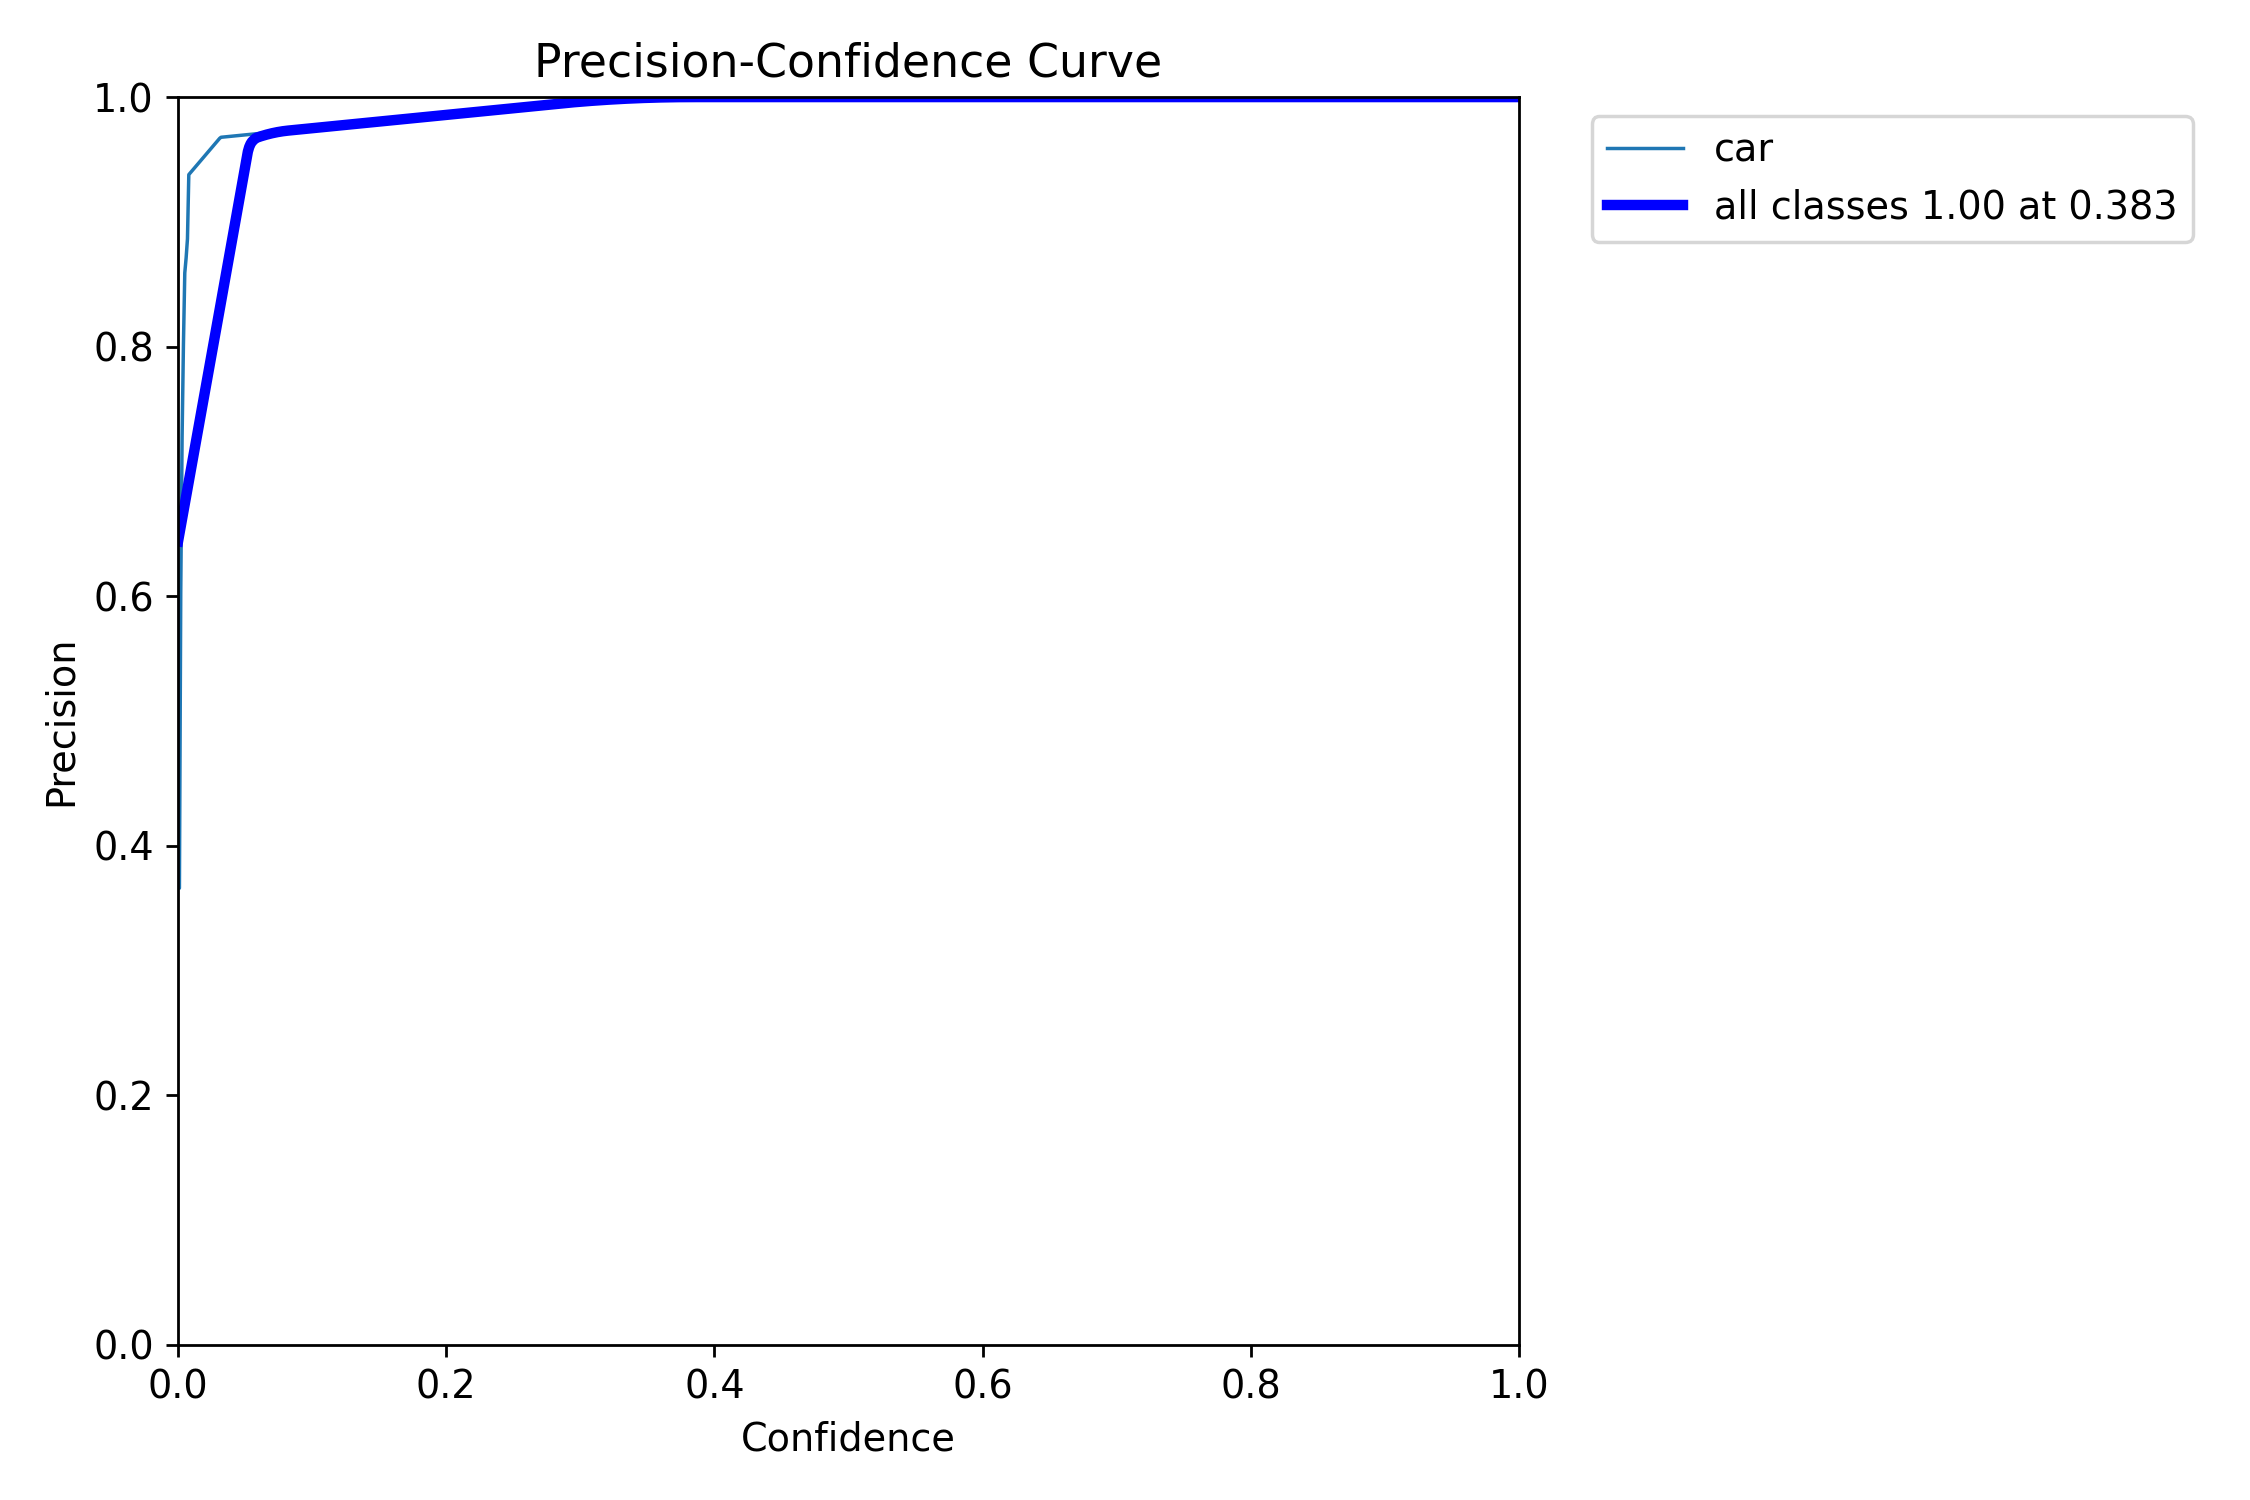 Precision-Confidence Curve
1.0
0.8
0.6
0.4
0.2
0.0
Precision
0.0 0.2 0.4 0.6 0.8 1.0
Confidence
car
all classes 1.00 at 0.383